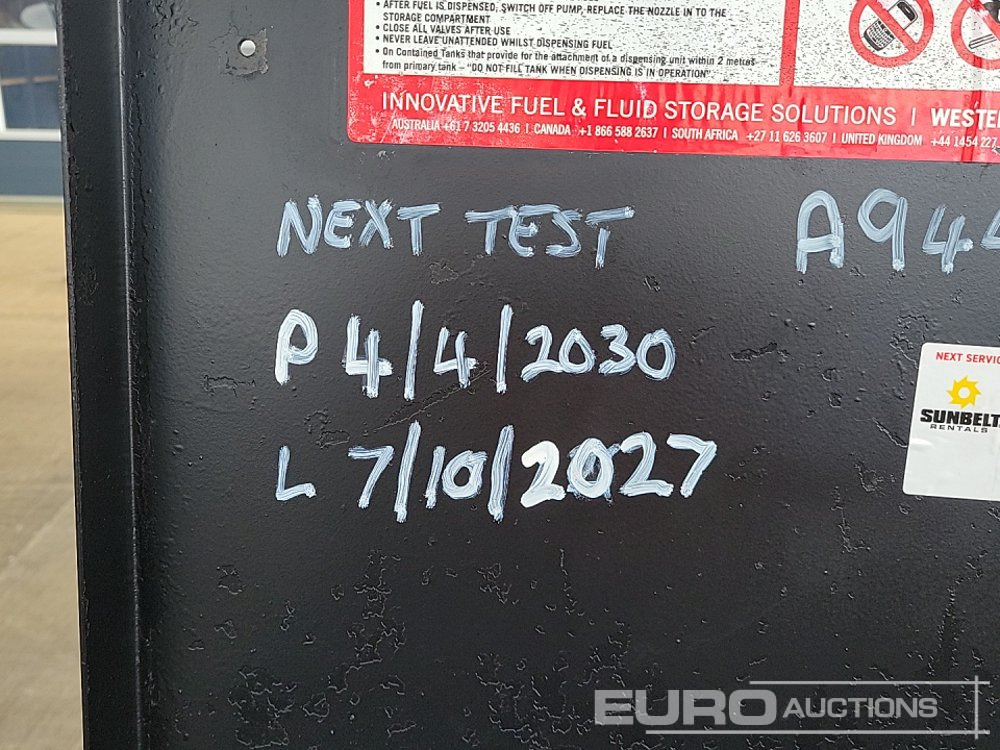 • AFTER FUEL IS DISPENSED, SWITCH OFF PUMP, REPLACE THE NOZZLE IN TO THE
STORAGE COMPARTMENT
• CLOSE ALL VALVES AFTER USE
• NEVER LEAVE UNATTENDED WHILST DISPENSING FUEL
• On Contained Tanks that provide for the attachment of a dispensing unit within 2 metres
from primary tank – "DO NOT FILL TANK WHEN DISPENSING IS IN OPERATION"
INNOVATIVE FUEL & FLUID STORAGE SOLUTIONS | WESTE
AUSTRALIA +61 7 3205 4436 | CANADA +1 866 588 2637 | SOUTH AFRICA +27 11 626 3607 | UNITED KINGDOM +44 1454 227
NEXT TEST A944
P 4/4/2030
L 7/10/2027
NEXT SERVIC
SUNBELT
RENTALS
EURO AUCTIONS